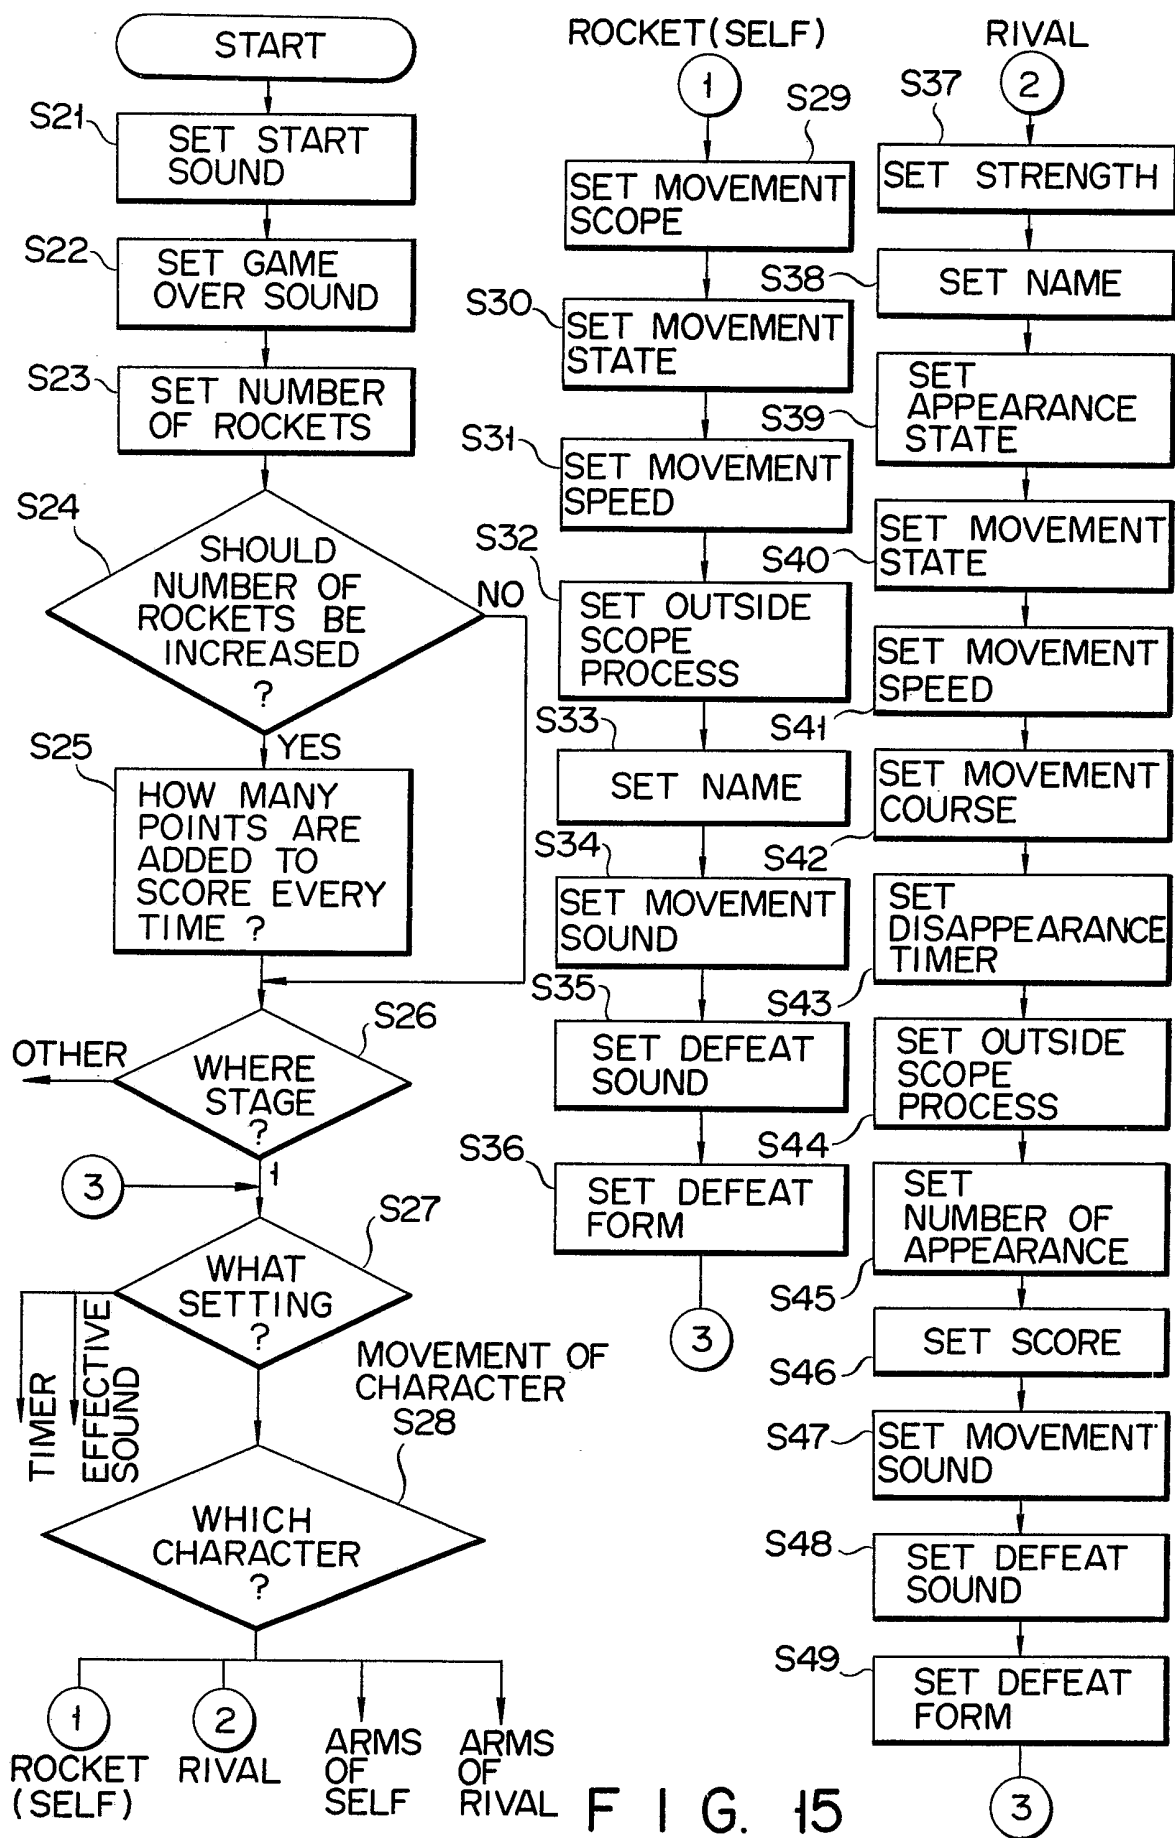 START
S21
SET START
SOUND
S22
SET GAME
OVER SOUND
S23
SET NUMBER
OF ROCKETS
S24
SHOULD
NUMBER OF
ROCKETS BE
INCREASED
?
NO
YES
S25
HOW MANY
POINTS ARE
ADDED TO
SCORE EVERY
TIME ?
S26
OTHER
WHERE
STAGE
?
1
3
S27
WHAT
SETTING
?
TIMER
EFFECTIVE
SOUND
MOVEMENT OF
CHARACTER
S28
WHICH
CHARACTER
?
1
ROCKET
(SELF)
2
RIVAL
ARMS
OF
SELF
ARMS
OF
RIVAL
ROCKET(SELF)
1
S29
SET MOVEMENT
SCOPE
S30
SET MOVEMENT
STATE
S31
SET MOVEMENT
SPEED
S32
SET OUTSIDE
SCOPE
PROCESS
S33
SET NAME
S34
SET MOVEMENT
SOUND
S35
SET DEFEAT
SOUND
S36
SET DEFEAT
FORM
3
RIVAL
2
S37
SET STRENGTH
S38
SET NAME
S39
SET
APPEARANCE
STATE
S40
SET MOVEMENT
STATE
S41
SET MOVEMENT
SPEED
S42
SET MOVEMENT
COURSE
S43
SET
DISAPPEARANCE
TIMER
S44
SET OUTSIDE
SCOPE
PROCESS
S45
SET
NUMBER OF
APPEARANCE
S46
SET SCORE
S47
SET MOVEMENT
SOUND
S48
SET DEFEAT
SOUND
S49
SET DEFEAT
FORM
3
FIG. 15